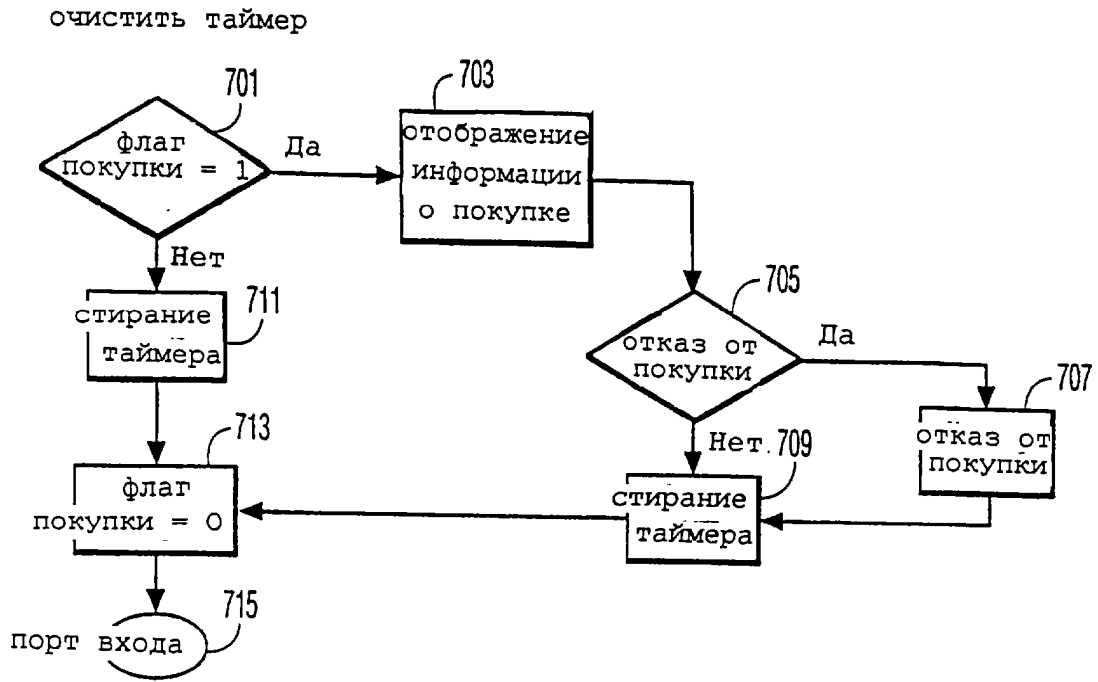 очистить таймер
701
флаг
покупки = 1
Да
703
отображение
информации
о покупке
Нет
711
стирание
таймера
705
отказ от
покупки
Да
707
отказ от
покупки
Нет.
709
стирание
таймера
713
флаг
покупки = 0
715
порт входа